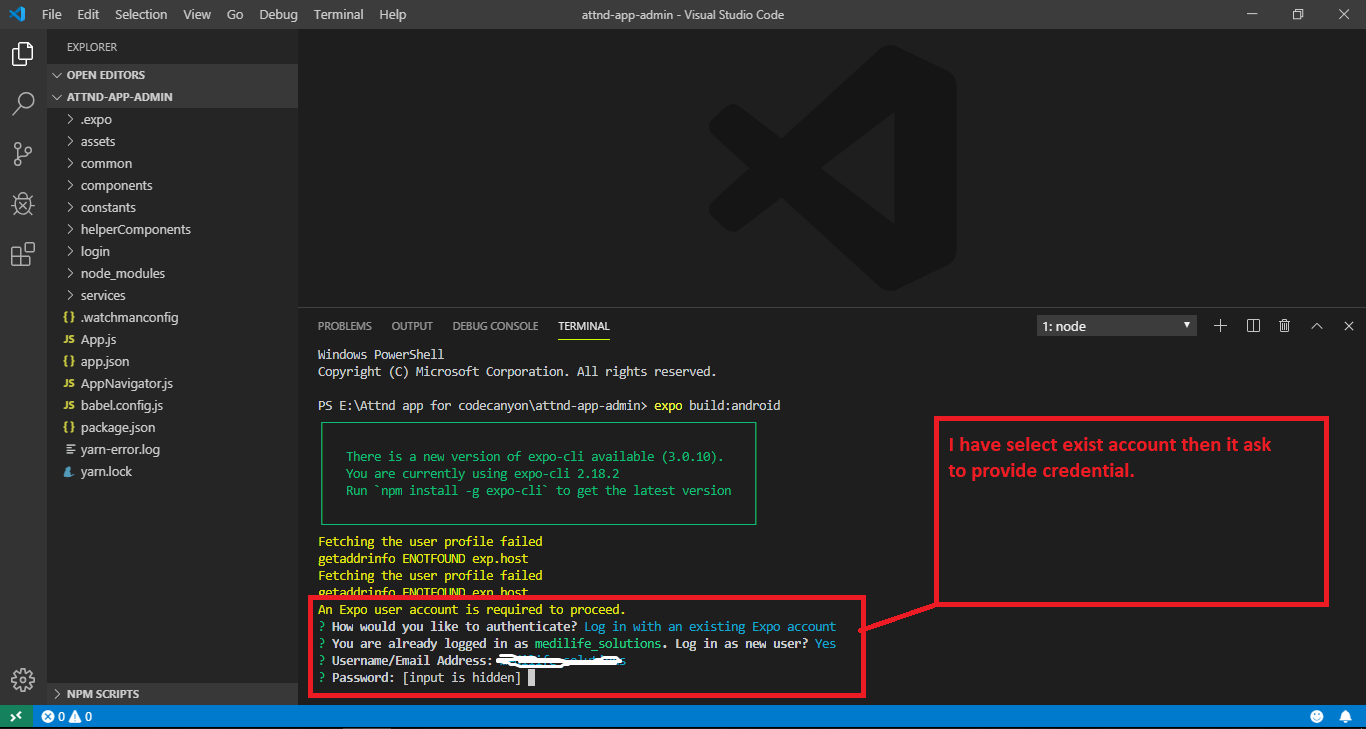 File Edit Selection View Go Debug Terminal Help
attnd-app-admin - Visual Studio Code
EXPLORER
OPEN EDITORS
ATTND-APP-ADMIN
.expo
assets
common
components
constants
helperComponents
login
node_modules
services
{} .watchmanconfig
JS App.js
{} app.json
JS AppNavigator.js
JS babel.config.js
{} package.json
yarn-error.log
yarn.lock
NPM SCRIPTS
PROBLEMS OUTPUT DEBUG CONSOLE TERMINAL
1: node
Windows PowerShell
Copyright (C) Microsoft Corporation. All rights reserved.
PS E:\Attnd app for codecanyon\attnd-app-admin> expo build:android
There is a new version of expo-cli available (3.0.10).
You are currently using expo-cli 2.18.2
Run `npm install -g expo-cli` to get the latest version
Fetching the user profile failed
getaddrinfo ENOTFOUND exp.host
Fetching the user profile failed
getaddrinfo ENOTFOUND exp.host
An Expo user account is required to proceed.
? How would you like to authenticate? Log in with an existing Expo account
? You are already logged in as medilife_solutions. Log in as new user? Yes
? Username/Email Address:
? Password: [input is hidden]
I have select exist account then it ask
to provide credential.
0 0